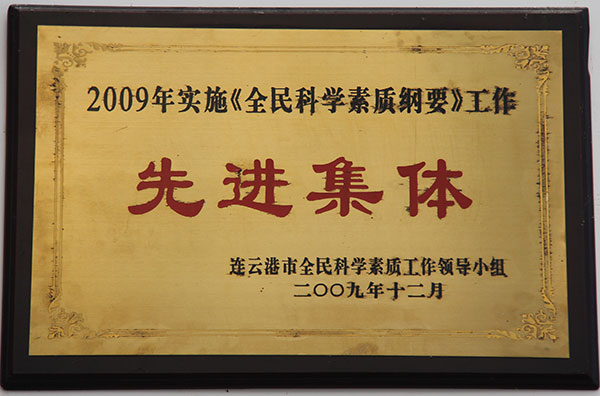 2009年实施《全民科学素质纲要》工作
先进集体
连云港市全民科学素质工作领导小组
二〇〇九年十二月